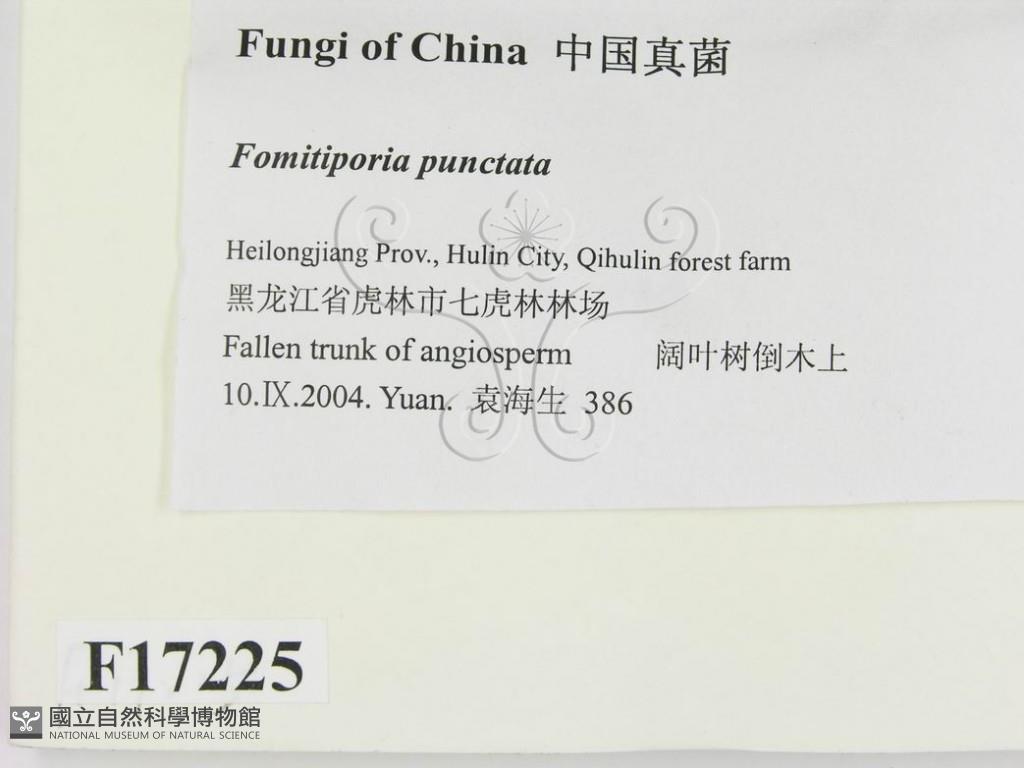 Fungi of China 中国真菌
Fomitiporia punctata
Heilongjiang Prov., Hulin City, Qihulin forest farm
黑龙江省虎林市七虎林林场
Fallen trunk of angiosperm 阔叶树倒木上
10.Ⅸ.2004. Yuan. 袁海生 386
F17225
國立自然科學博物館
NATIONAL MUSEUM OF NATURAL SCIENCE